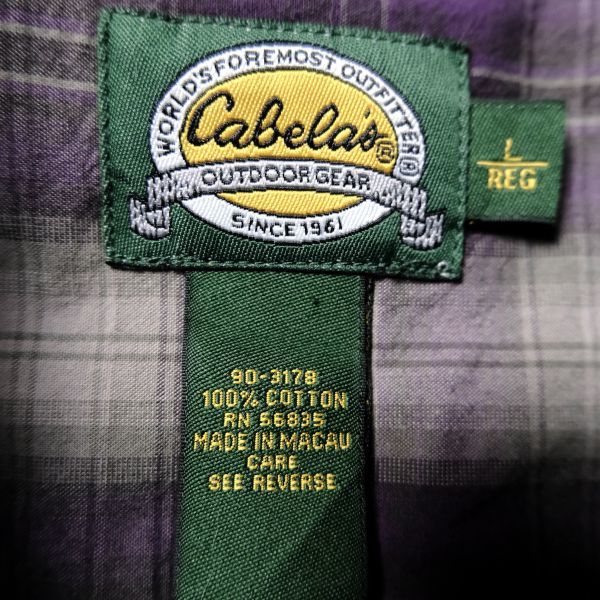 WORLD'S FOREMOST OUTFITTER®
Cabela's®
OUTDOOR GEAR
SINCE 1961
L
REG
90-3178
100% COTTON
RN 56835
MADE IN MACAU
CARE
SEE REVERSE